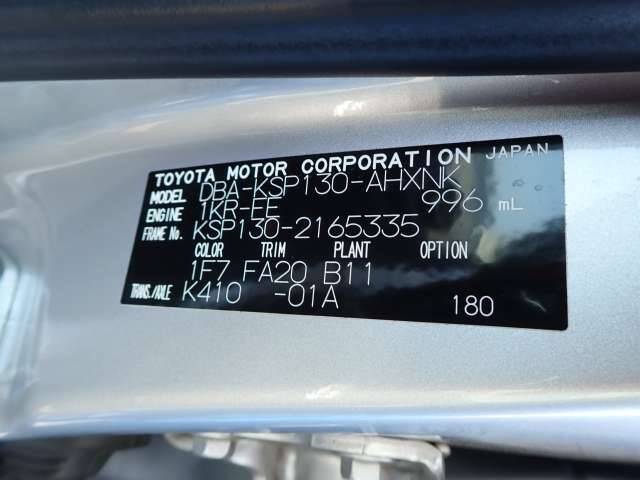 TOYOTA MOTOR CORPORATION JAPAN
MODEL DBA-KSP130-AHXNK
ENGINE 1KR-FE 996 mL
FRAME No. KSP130-2165335
COLOR TRIM PLANT OPTION
1F7 FA20 B11
TRANS./AXLE K410 -01A 180